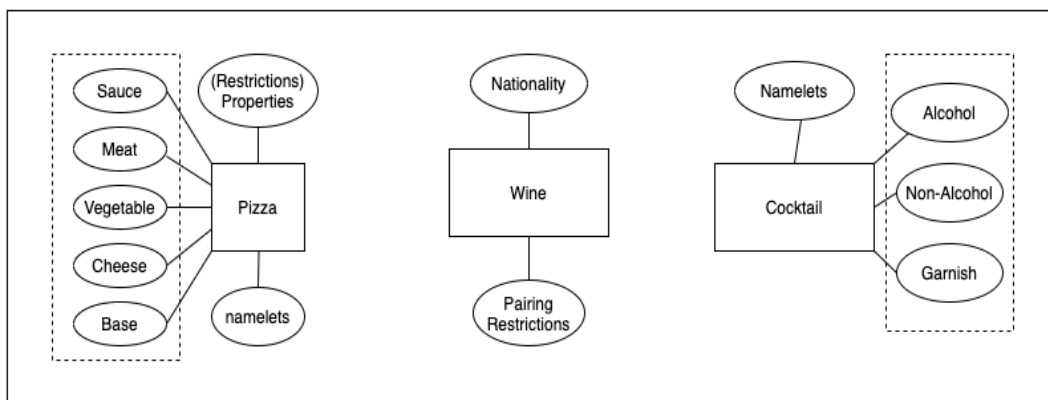 Sauce
Meat
Vegetable
Cheese
Base
(Restrictions)
Properties
Pizza
namelets
Nationality
Wine
Pairing
Restrictions
Namelets
Cocktail
Alcohol
Non-Alcohol
Garnish